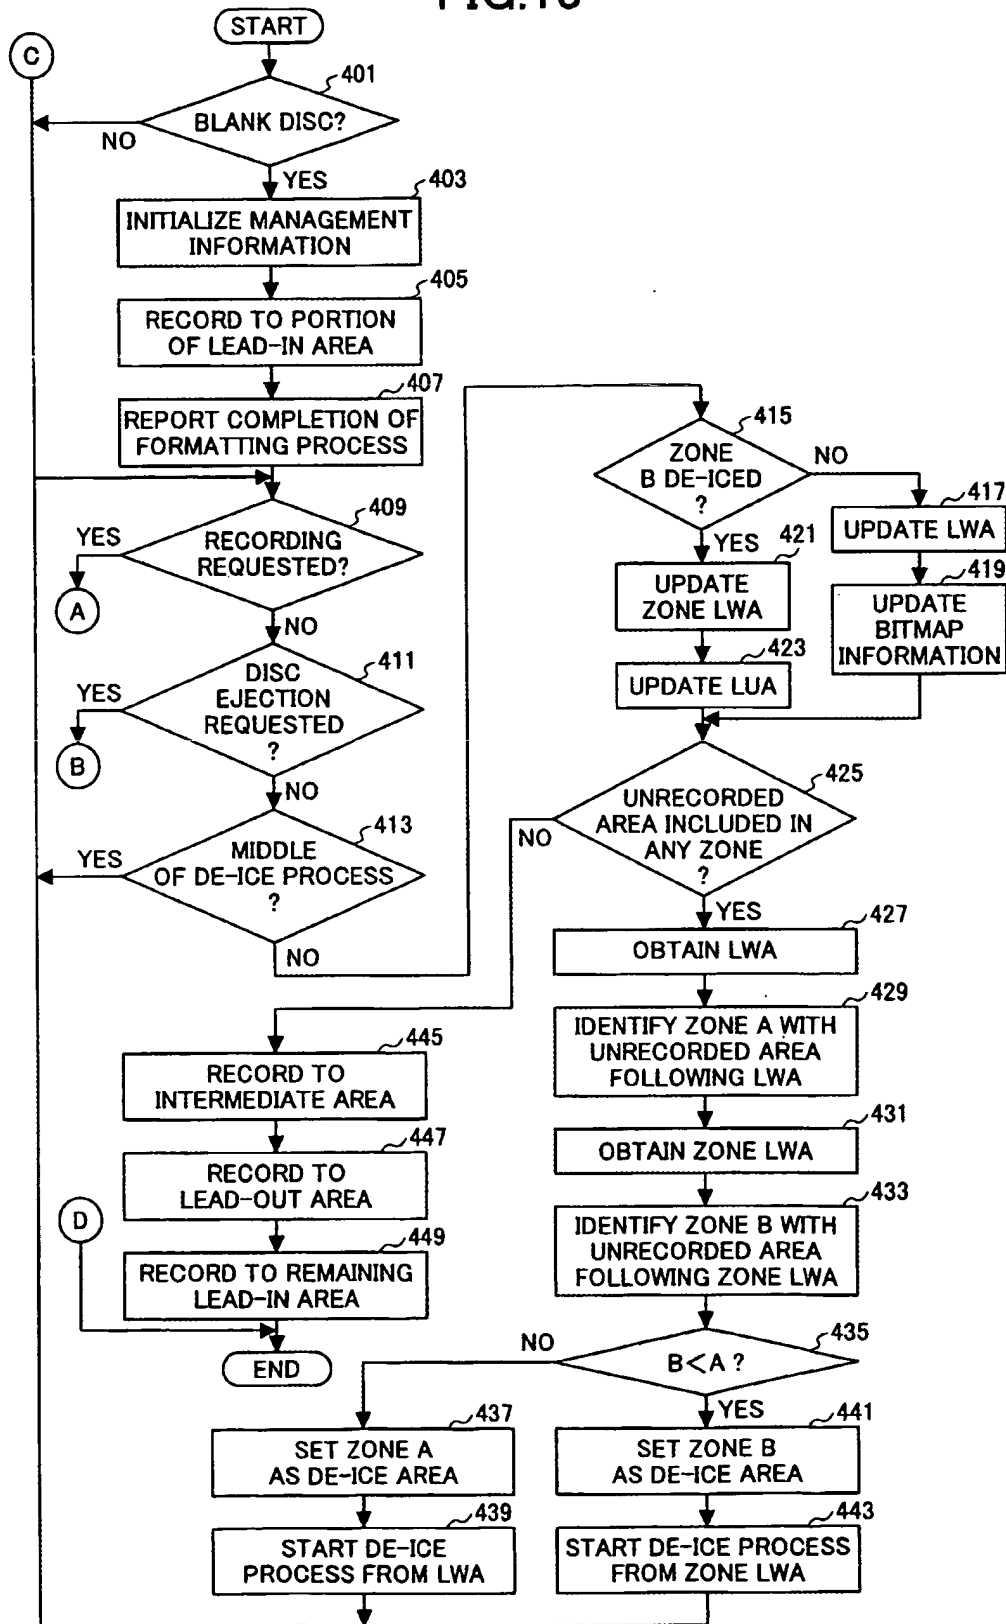 START
C
401
BLANK DISC?
NO
YES
403
INITIALIZE MANAGEMENT
INFORMATION
405
RECORD TO PORTION
OF LEAD-IN AREA
407
REPORT COMPLETION OF
FORMATTING PROCESS
409
RECORDING
REQUESTED?
YES
A
NO
411
DISC
EJECTION
REQUESTED
?
YES
B
NO
413
MIDDLE
OF DE-ICE PROCESS
?
YES
NO
415
ZONE
B DE-ICED
?
NO
417
UPDATE LWA
419
UPDATE
BITMAP
INFORMATION
YES
421
UPDATE
ZONE LWA
423
UPDATE LUA
425
UNRECORDED
AREA INCLUDED IN
ANY ZONE
?
NO
YES
427
OBTAIN LWA
429
IDENTIFY ZONE A WITH
UNRECORDED AREA
FOLLOWING LWA
431
OBTAIN ZONE LWA
433
IDENTIFY ZONE B WITH
UNRECORDED AREA
FOLLOWING ZONE LWA
435
B<A ?
NO
YES
437
SET ZONE A
AS DE-ICE AREA
439
START DE-ICE
PROCESS FROM LWA
441
SET ZONE B
AS DE-ICE AREA
443
START DE-ICE PROCESS
FROM ZONE LWA
445
RECORD TO
INTERMEDIATE AREA
447
RECORD TO
LEAD-OUT AREA
D
449
RECORD TO REMAINING
LEAD-IN AREA
END